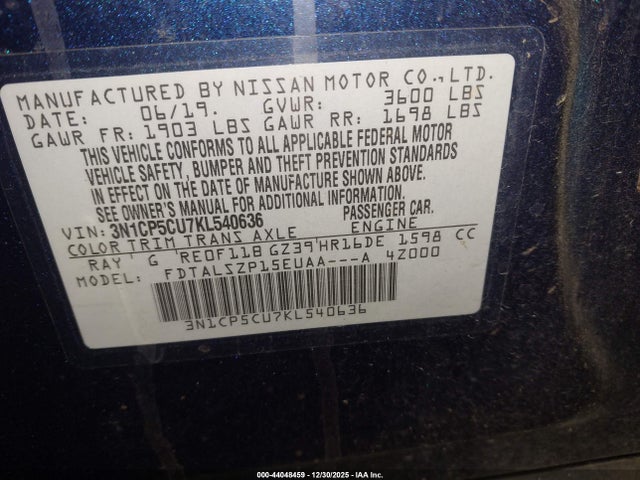 MANUFACTURED BY NISSAN MOTOR CO.,LTD.
DATE: 06/19. GVWR: 3600 LBS
GAWR FR: 1903 LBS GAWR RR: 1698 LBS
THIS VEHICLE CONFORMS TO ALL APPLICABLE FEDERAL MOTOR
VEHICLE SAFETY, BUMPER AND THEFT PREVENTION STANDARDS
IN EFFECT ON THE DATE OF MANUFACTURE SHOWN ABOVE.
SEE OWNER'S MANUAL FOR ADDITIONAL INFORMATION.
VIN: 3N1CP5CU7KL540636 PASSENGER CAR.
COLOR TRIM TRANS AXLE ENGINE
RAY G RE0F11B GZ39 HR16DE 1598 CC
FDTALSZP15EUAA---A 4Z000
3N1CP5CU7KL540636
000-44048459 - 12/30/2025 - IAA Inc.